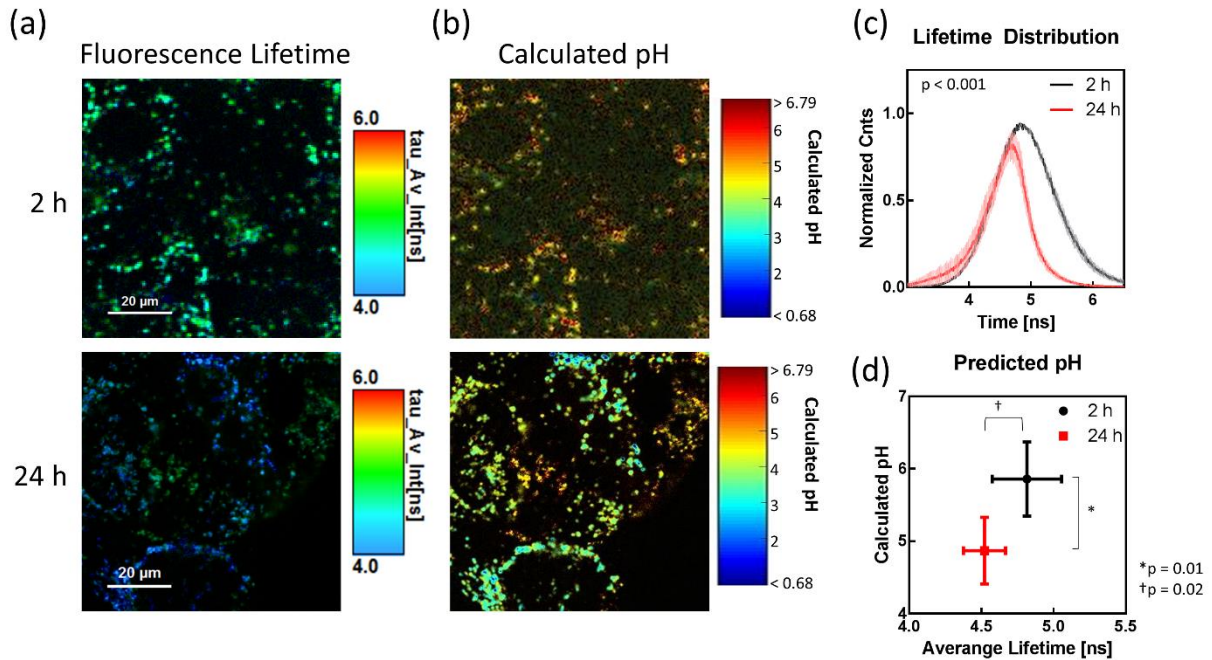 (a)
Fluorescence Lifetime
(b)
Calculated pH
(c)
Lifetime Distribution
2 h
20 µm
6.0
tau_Av_Int[ns]
4.0
> 6.79
6
5
4
3
2
< 0.68
Calculated pH
p < 0.001
2 h
24 h
1.0
0.5
0.0
Normalized Cnts
4
5
6
Time [ns]
24 h
20 µm
6.0
tau_Av_Int[ns]
4.0
> 6.79
6
5
4
3
2
< 0.68
Calculated pH
(d)
Predicted pH
7
6
5
4
Calculated pH
†
2 h
24 h
*
*p = 0.01
†p = 0.02
4.0
4.5
5.0
5.5
Averange Lifetime [ns]